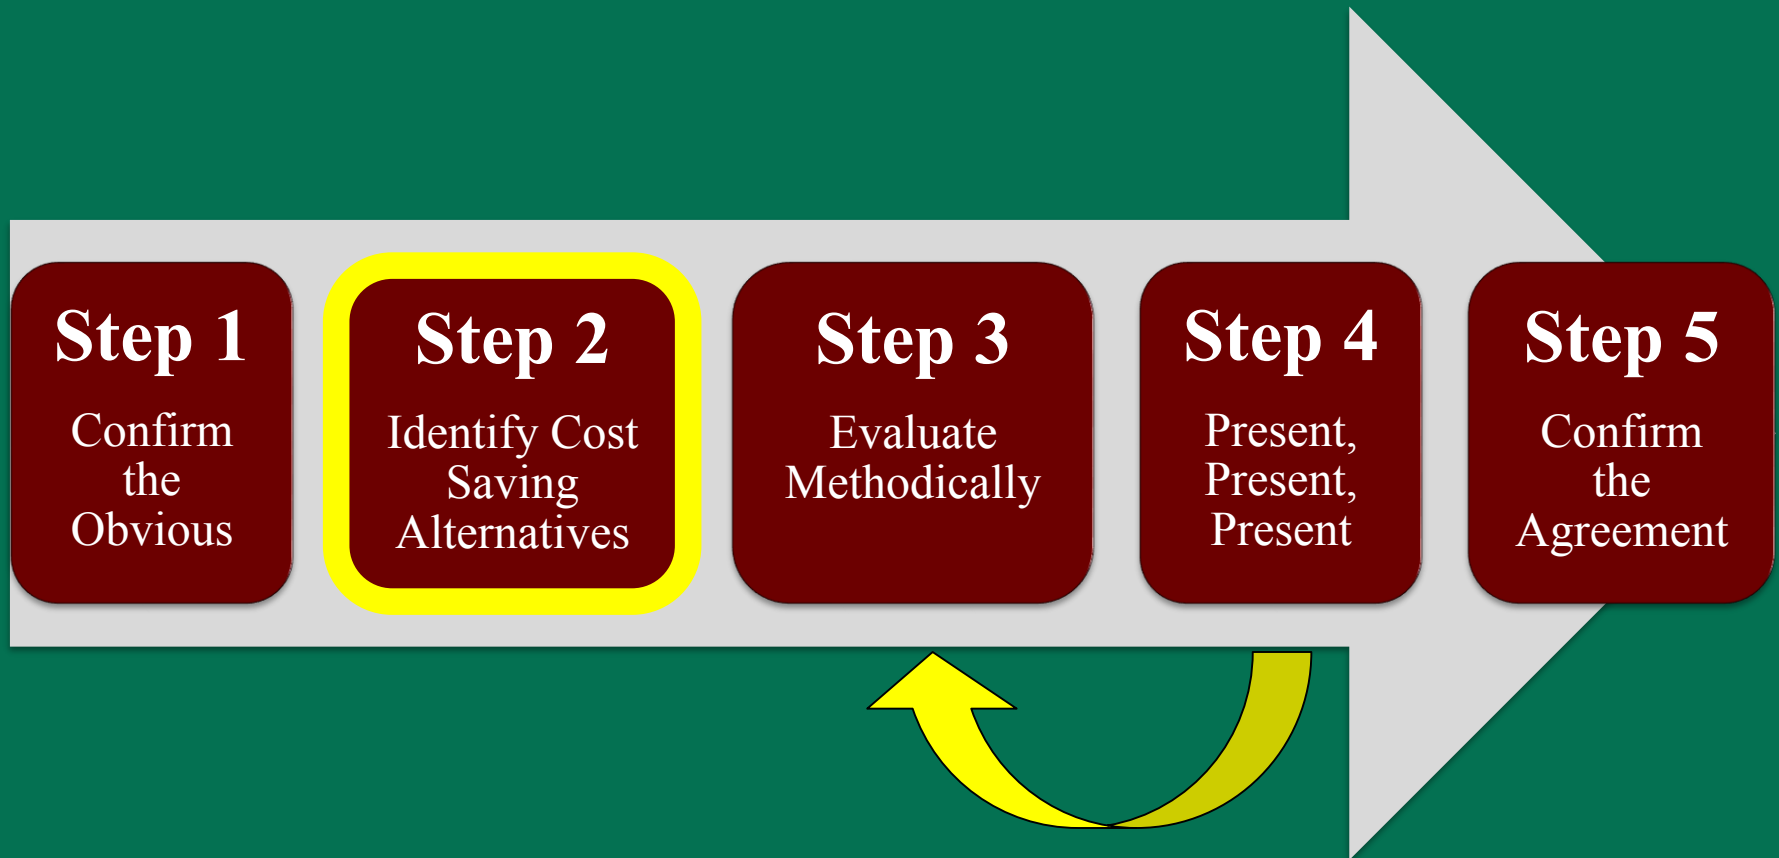 Step 1
Confirm
the
Obvious
Step 2
Identify Cost
Saving
Alternatives
Step 3
Evaluate
Methodically
Step 4
Present,
Present,
Present
Step 5
Confirm
the
Agreement